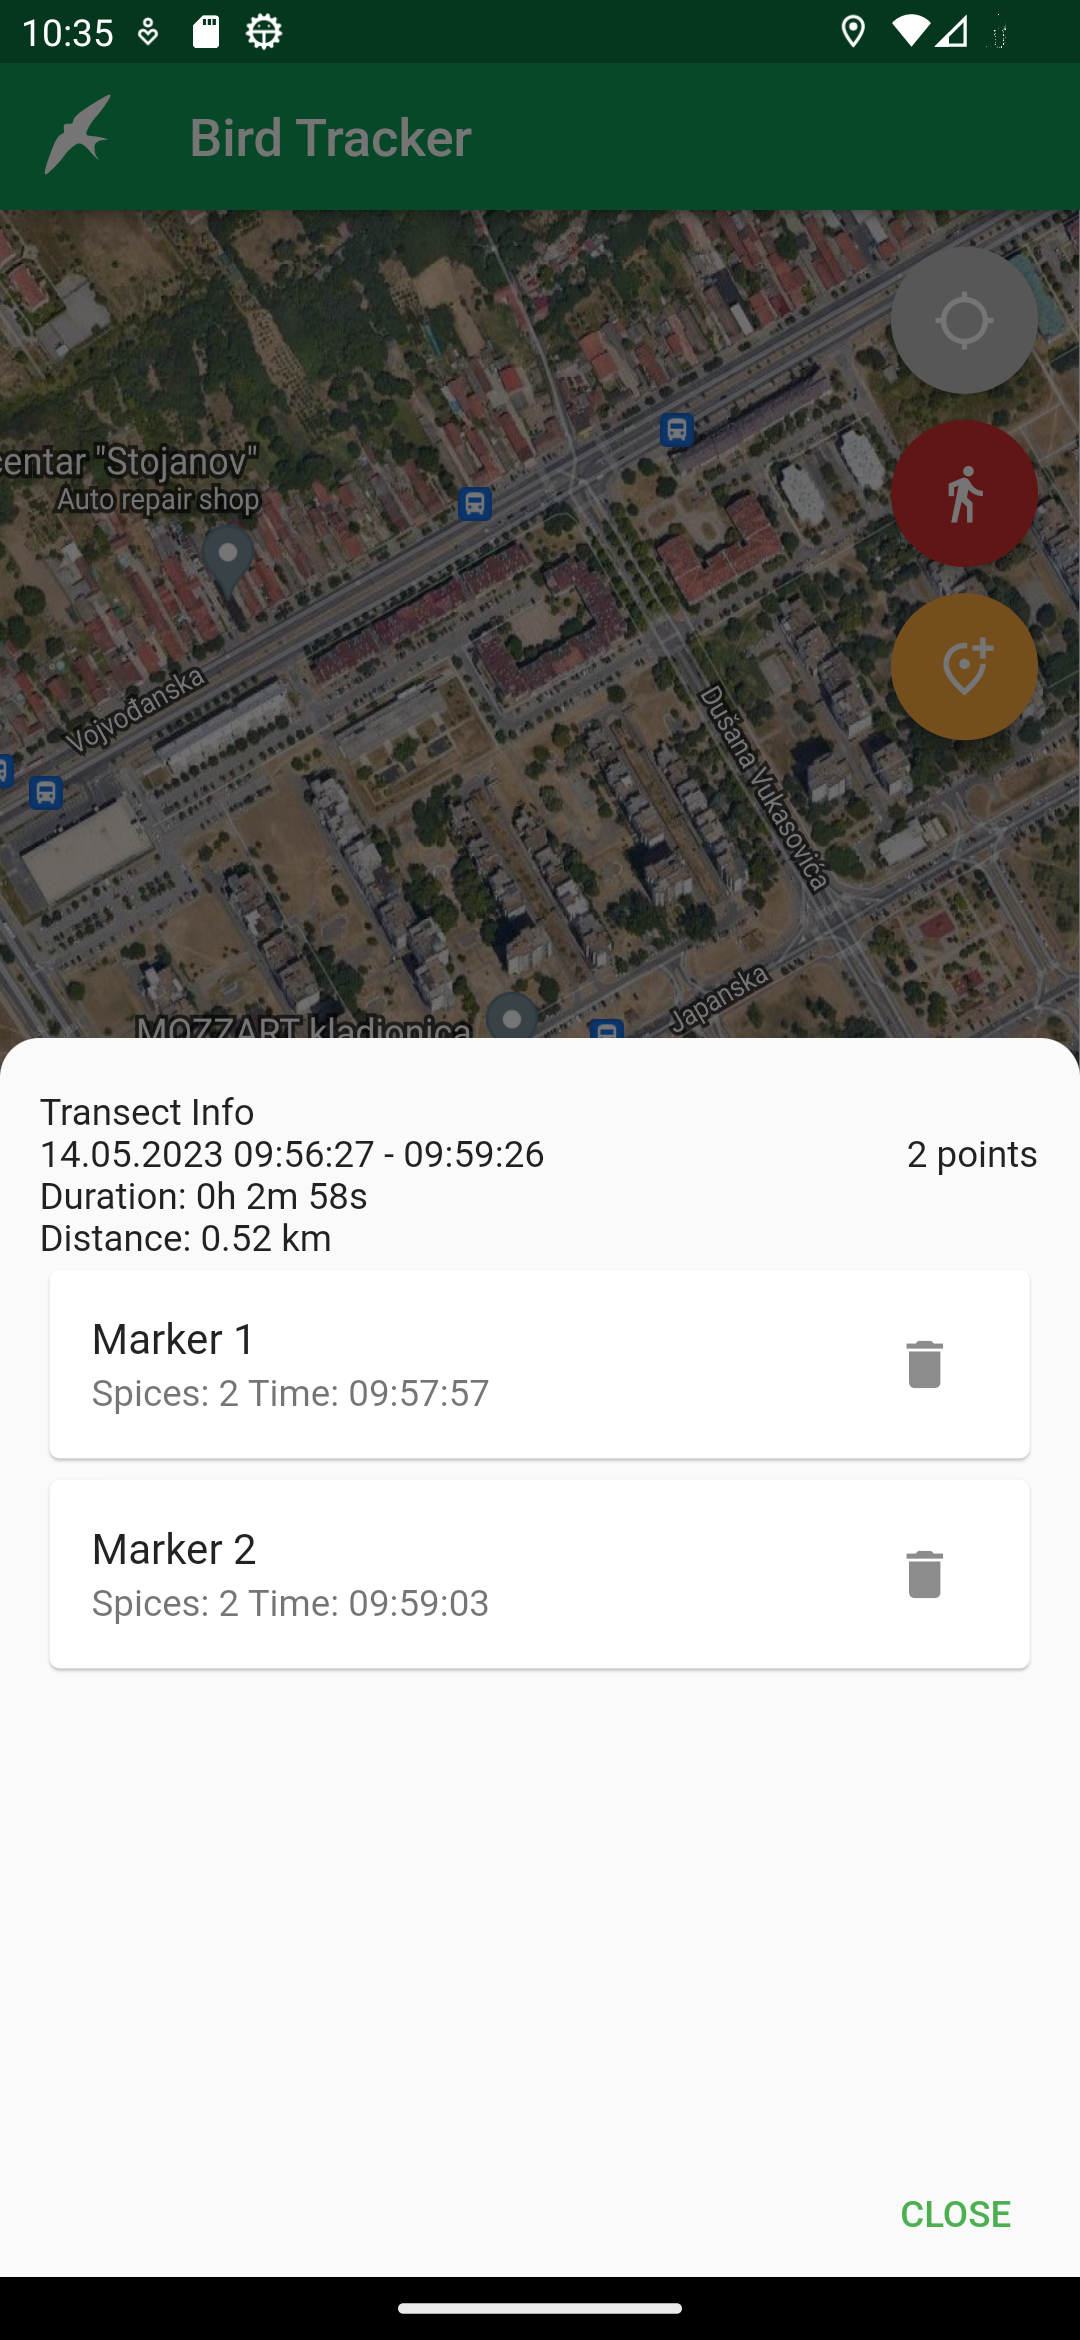 10:35
Bird Tracker
centar "Stojanov"
Auto repair shop
Vojvođanska
Dušana Vukasovića
Japanska
MOZZART kladionica
Transect Info
14.05.2023 09:56:27 - 09:59:26
2 points
Duration: 0h 2m 58s
Distance: 0.52 km
Marker 1
Spices: 2 Time: 09:57:57
Marker 2
Spices: 2 Time: 09:59:03
CLOSE